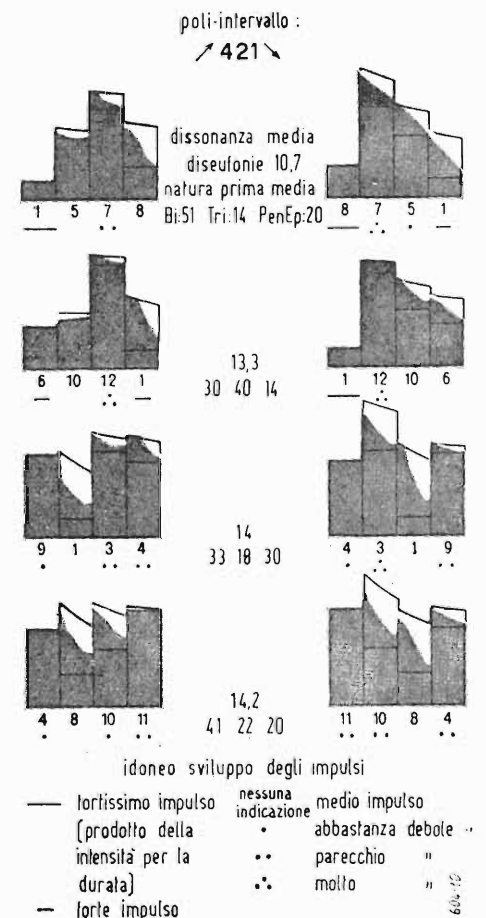 poli-intervallo :
↗ 421 ↘
dissonanza media
diseufonie 10,7
natura prima media
Bi:51 Tri:14 PenEp:20
1 5 7 8
— ••
8 7 5 1
— ∴ • —
6 10 12 1
— ∴ —
1 12 10 6
— ∴
13,3
30 40 14
9 1 3 4
• •• ••
4 3 1 9
• ∴ ••
14
33 18 30
4 8 10 11
• • ••
11 10 8 4
•• •• ••
14,2
41 22 20
idoneo sviluppo degli impulsi
— fortissimo impulso
(prodotto della
intensità per la
durata)
— forte impulso
nessuna
indicazione medio impulso
• abbastanza debole "
•• parecchio "
∴ molto "